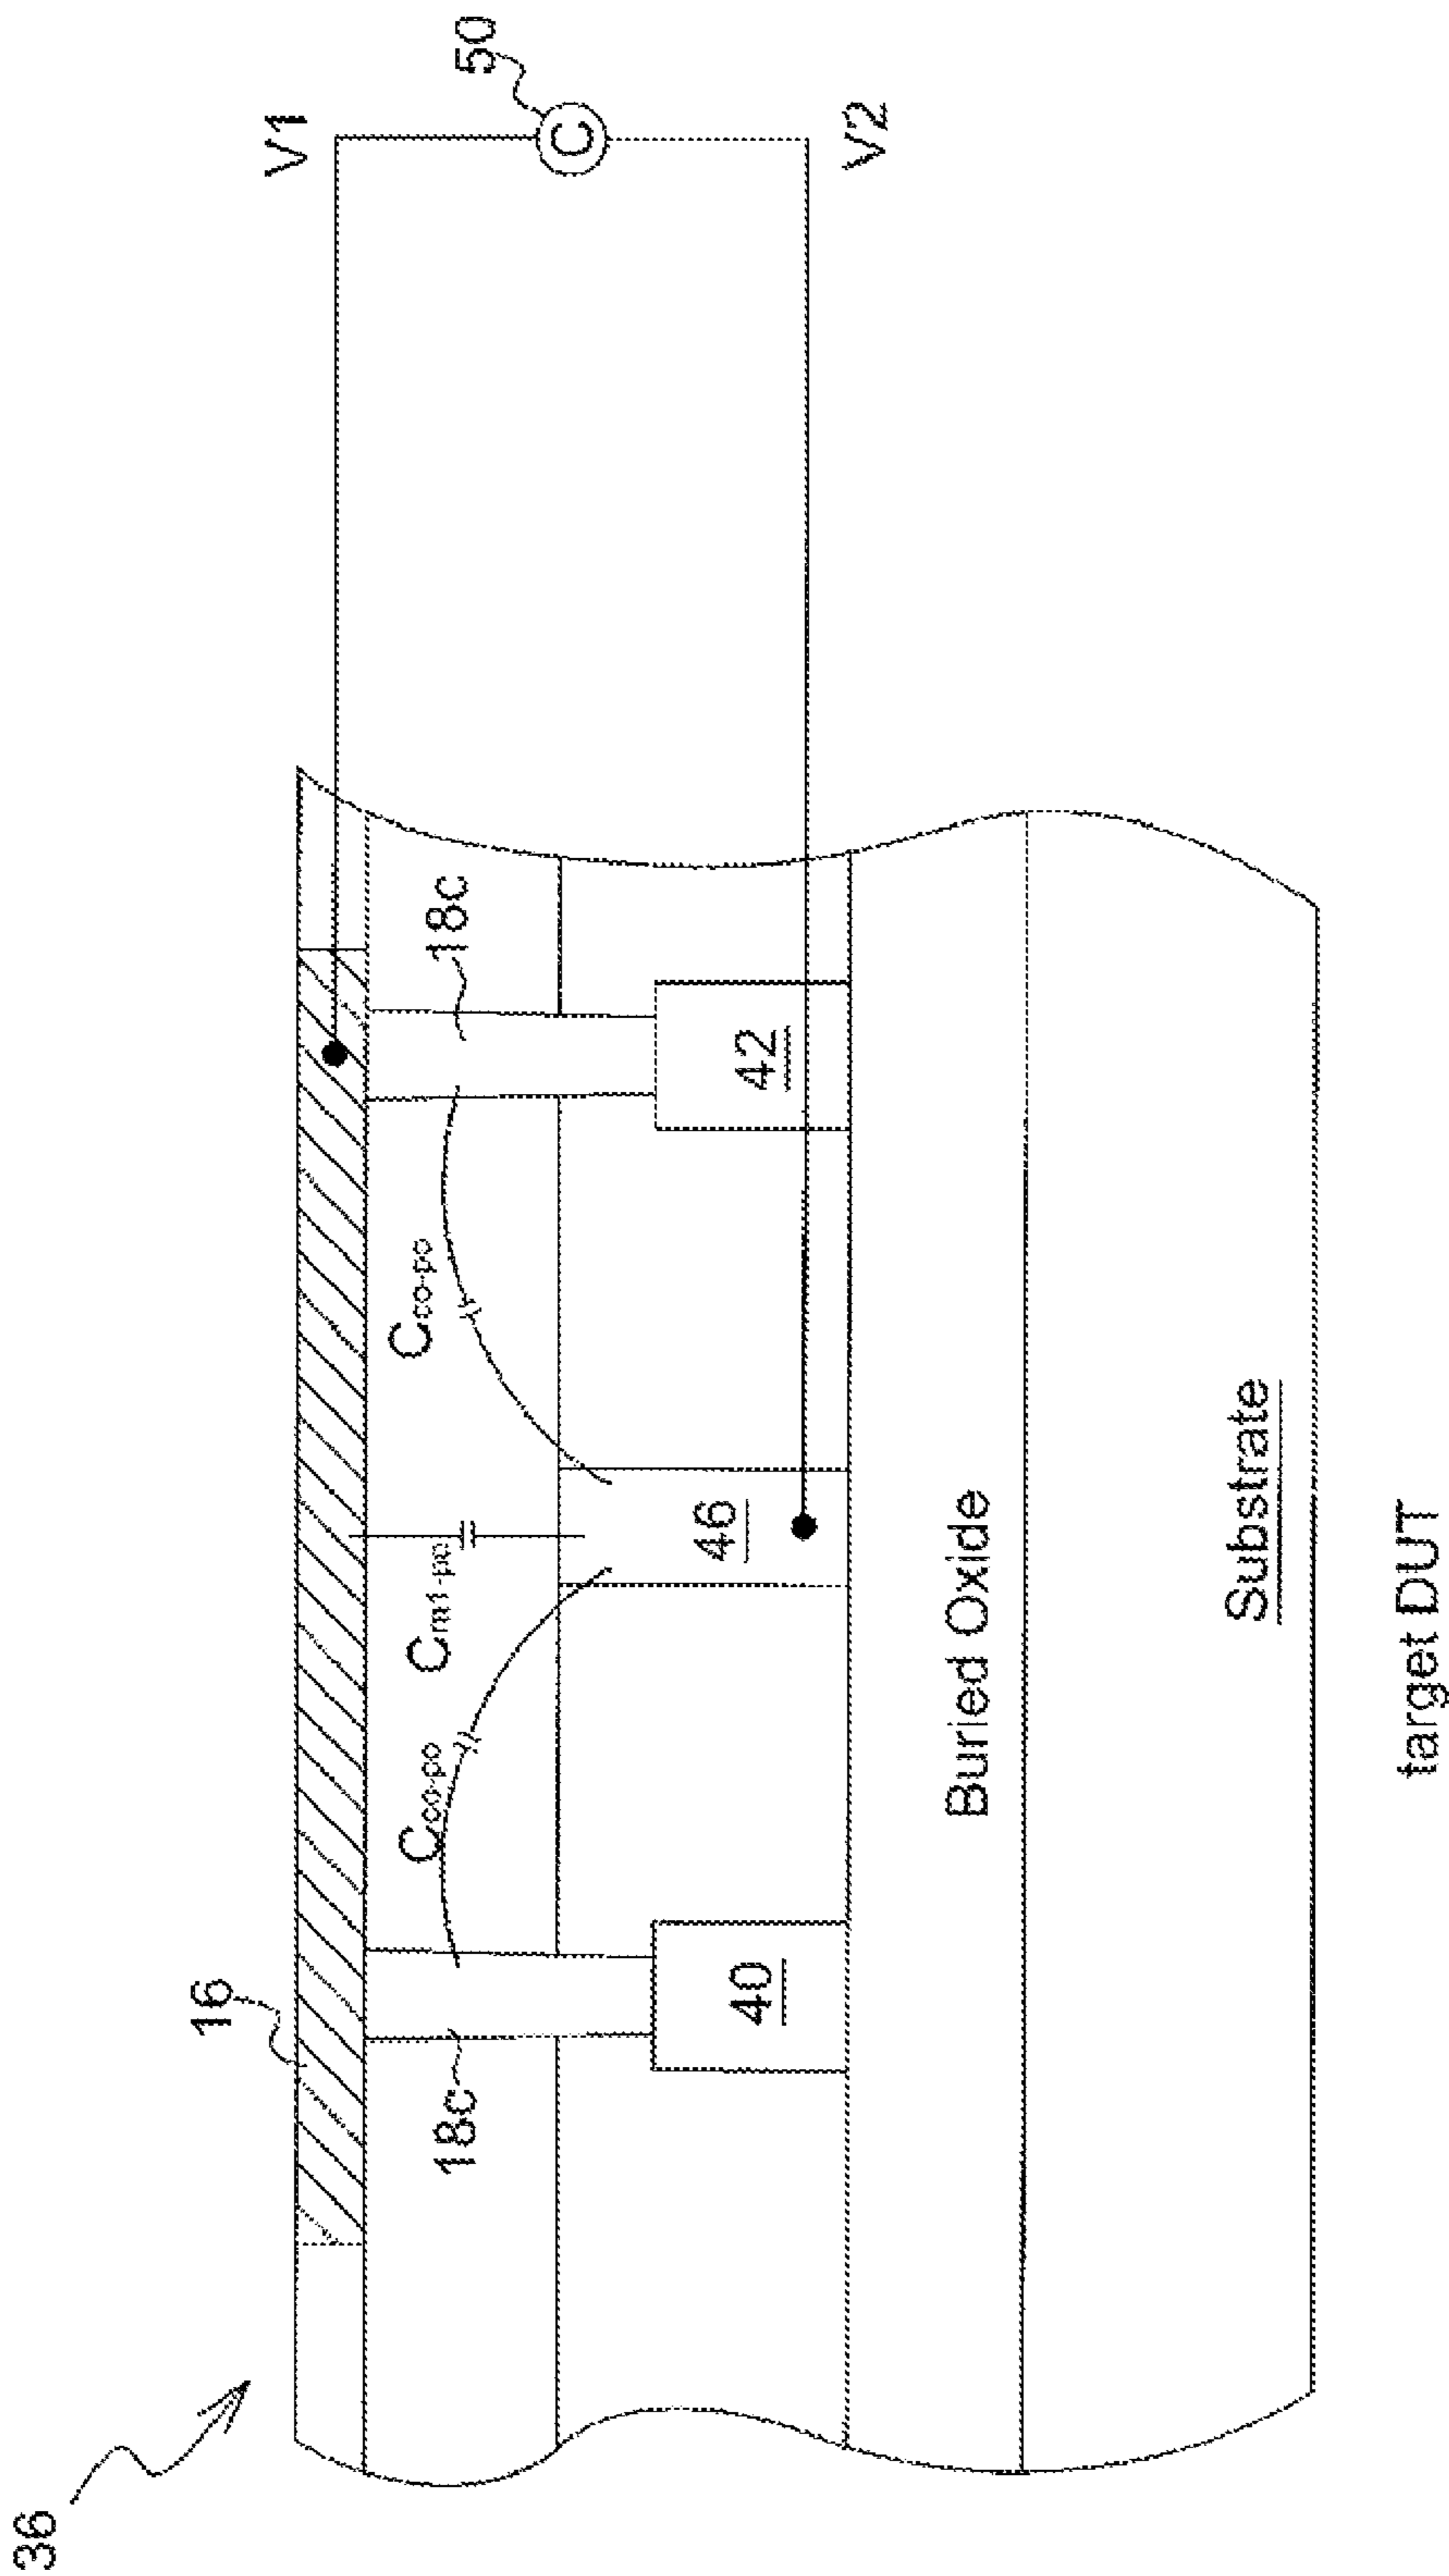 36
16
V1
50
C
V2
18c
18c
Cco-po
Cm1-po
Cco-po
40
46
42
Buried Oxide
Substrate
target DUT